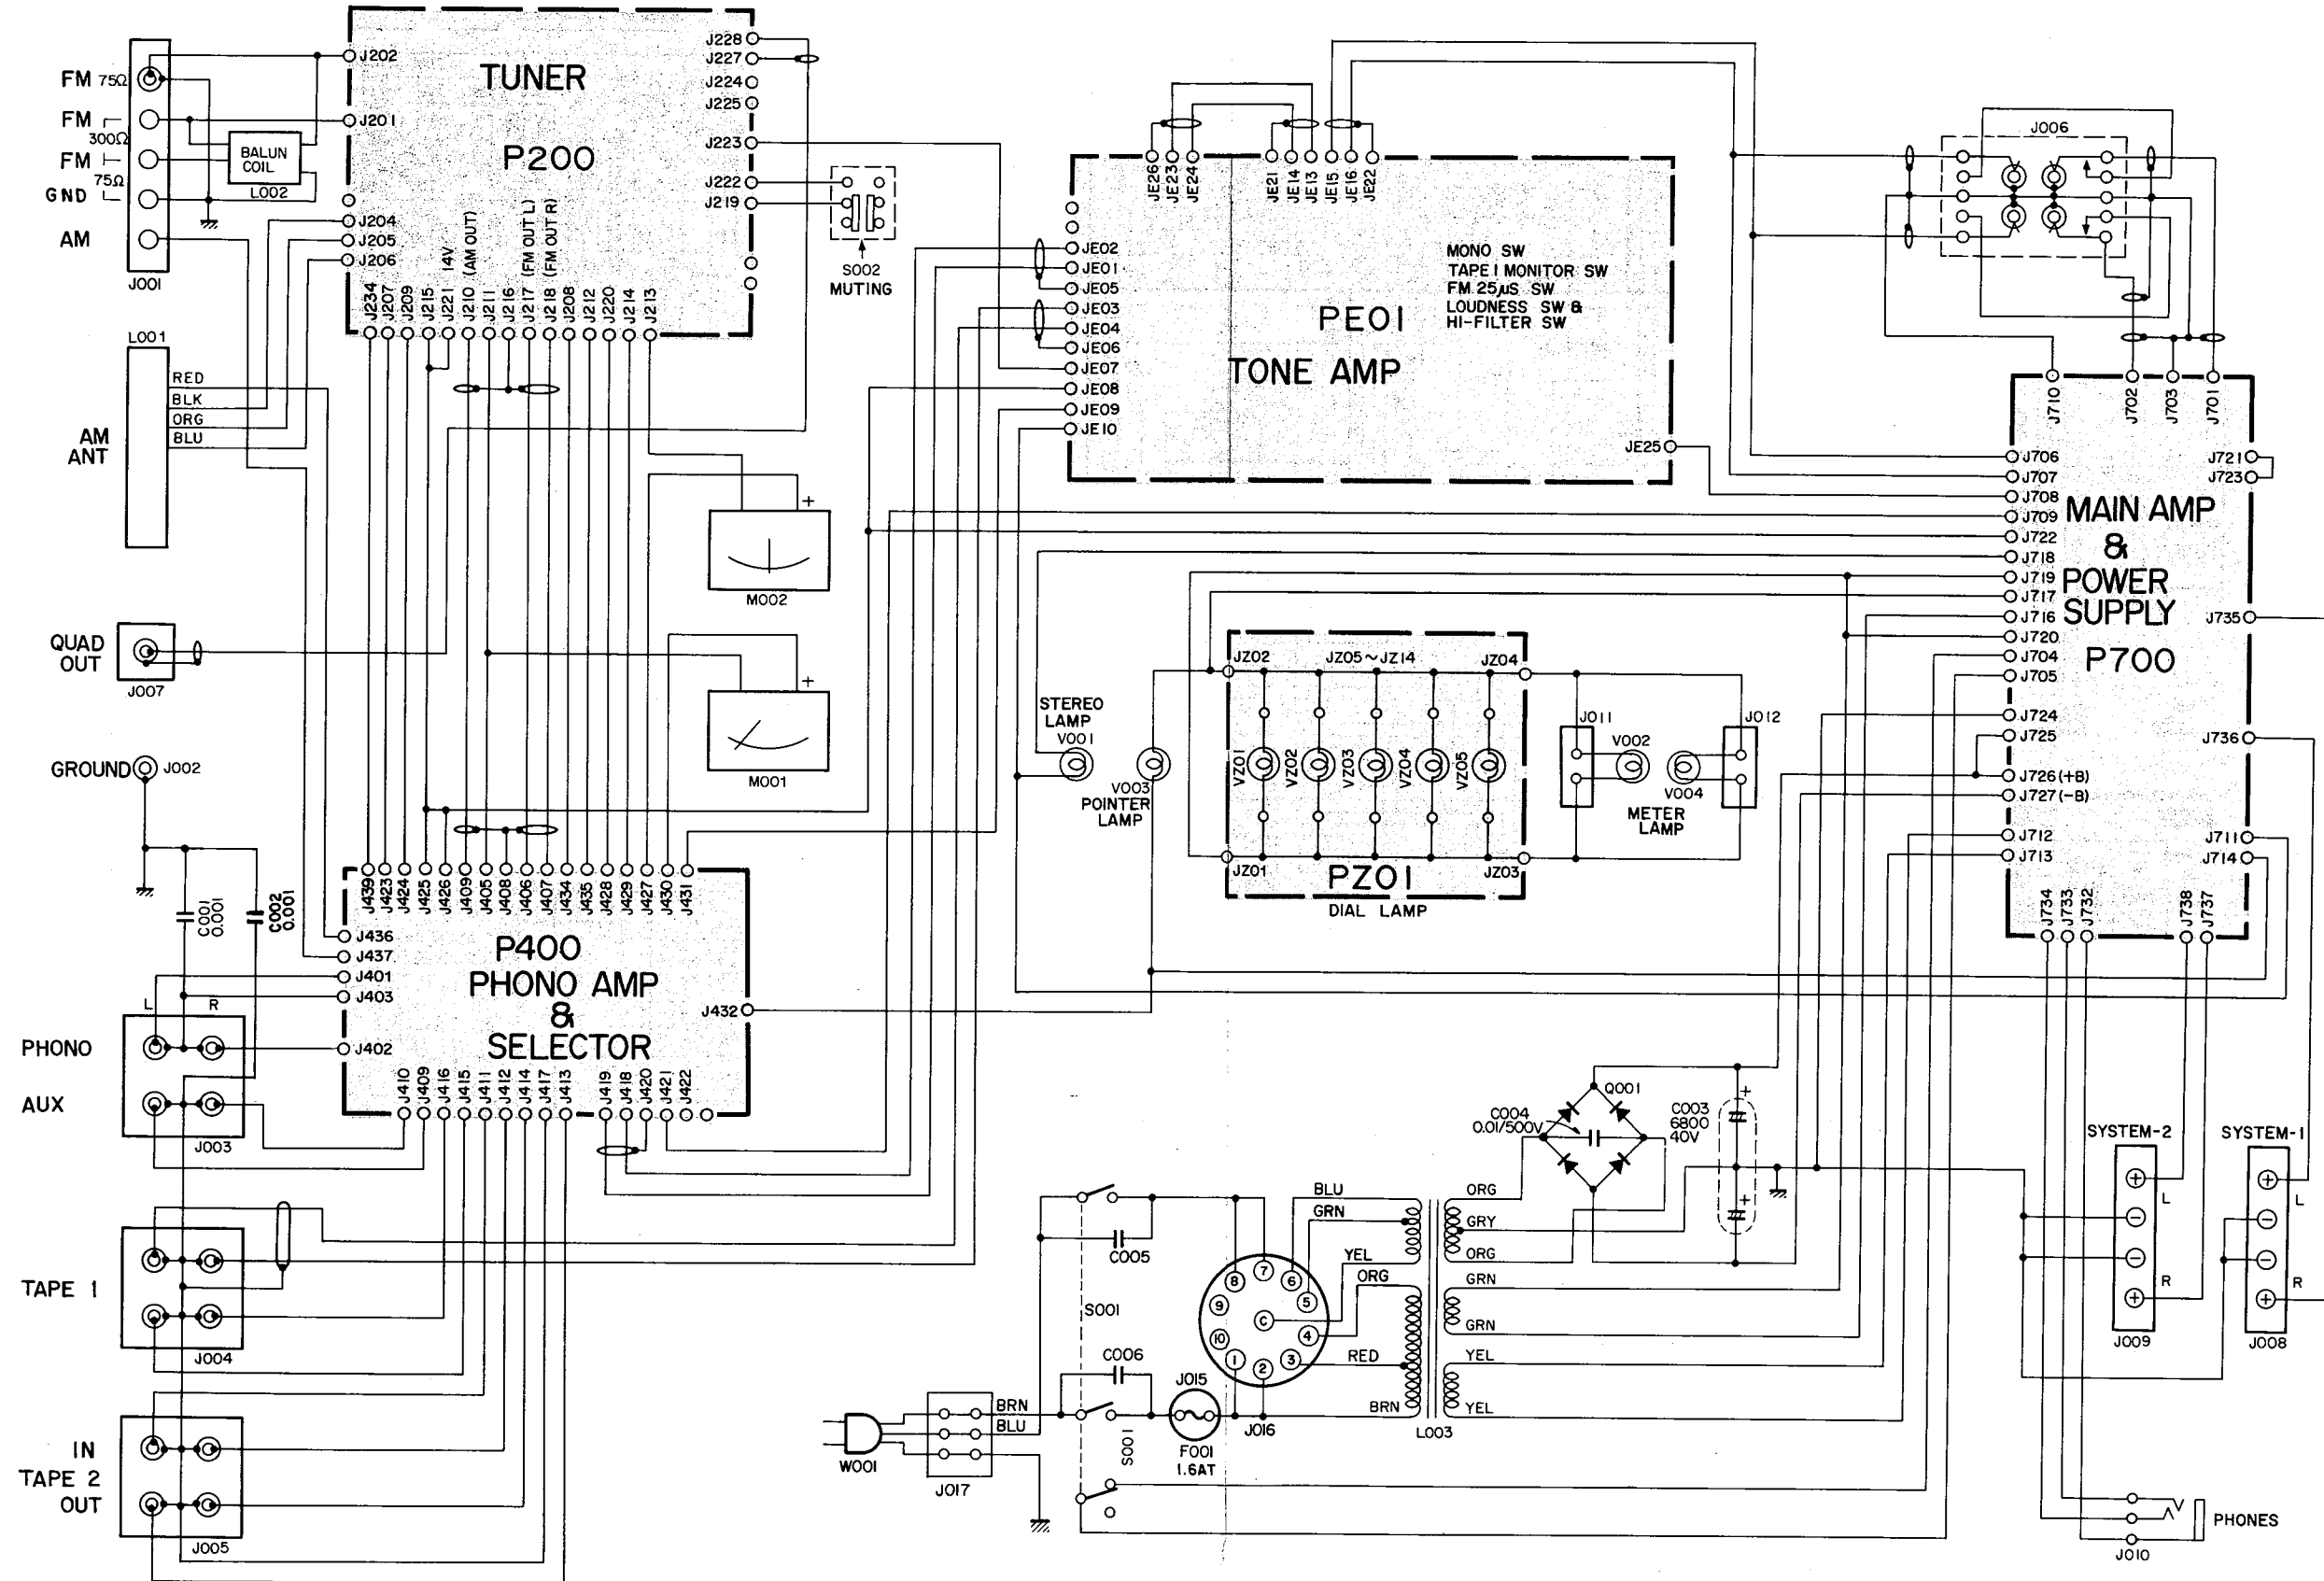 FM 75Ω
FM
300Ω
FM
75Ω
GND
AM
J001
BALUN
COIL
L002
J202
J201
J204
J205
J206
TUNER
P200
J228
J227
J224
J225
J223
J222
J219
J234
J207
J209
J215
J221 14V
J210 (AM OUT)
J211
J216
J217 (FM OUT L)
J218 (FM OUT R)
J208
J212
J220
J214
J213
S002
MUTING
L001
RED
BLK
ORG
BLU
AM
ANT
QUAD
OUT
J007
GROUND
J002
C001
0.001
C002
0.001
+
M002
+
M001
JE26
JE23
JE24
JE21
JE14
JE13
JE15
JE16
JE22
JE02
JE01
JE05
JE03
JE04
JE06
JE07
JE08
JE09
JE10
JE25
MONO SW
TAPE 1 MONITOR SW
FM 25µS SW
LOUDNESS SW &
HI-FILTER SW
PE01
TONE AMP
J006
J710
J702
J703
J701
J706
J707
J708
J709
J722
J718
J719
J717
J716
J720
J704
J705
J724
J725
J726 (+B)
J727 (-B)
J712
J713
J721
J723
J735
J736
J711
J714
J734
J733
J732
J738
J737
MAIN AMP
&
POWER
SUPPLY
P700
STEREO
LAMP
V001
V003
POINTER
LAMP
JZ02
JZ05~JZ14
JZ04
VZ01
VZ02
VZ03
VZ04
VZ05
JZ01
PZ01
JZ03
DIAL LAMP
J011
V002
V004
J012
METER
LAMP
J439
J423
J424
J425
J426
J409
J405
J408
J406
J407
J434
J435
J428
J429
J427
J430
J431
J436
J437
J401
J403
J402
J432
P400
PHONO AMP
&
SELECTOR
J410
J409
J416
J415
J411
J412
J414
J417
J413
J419
J418
J420
J421
J422
L R
PHONO
AUX
J003
TAPE 1
J004
IN
TAPE 2
OUT
J005
W001
J017
BRN
BLU
S001
C005
C006
S001
J015
F001
1.6AT
J016
8
7
6
5
9
C
10
4
1
2
3
BLU
GRN
YEL
ORG
RED
BRN
L003
ORG
GRY
ORG
GRN
GRN
YEL
YEL
C004
0.01/500V
Q001
C003
6800
40V
+
+
SYSTEM-2
+
L
−
−
R
+
J009
SYSTEM-1
+
L
−
−
R
+
J008
PHONES
J010